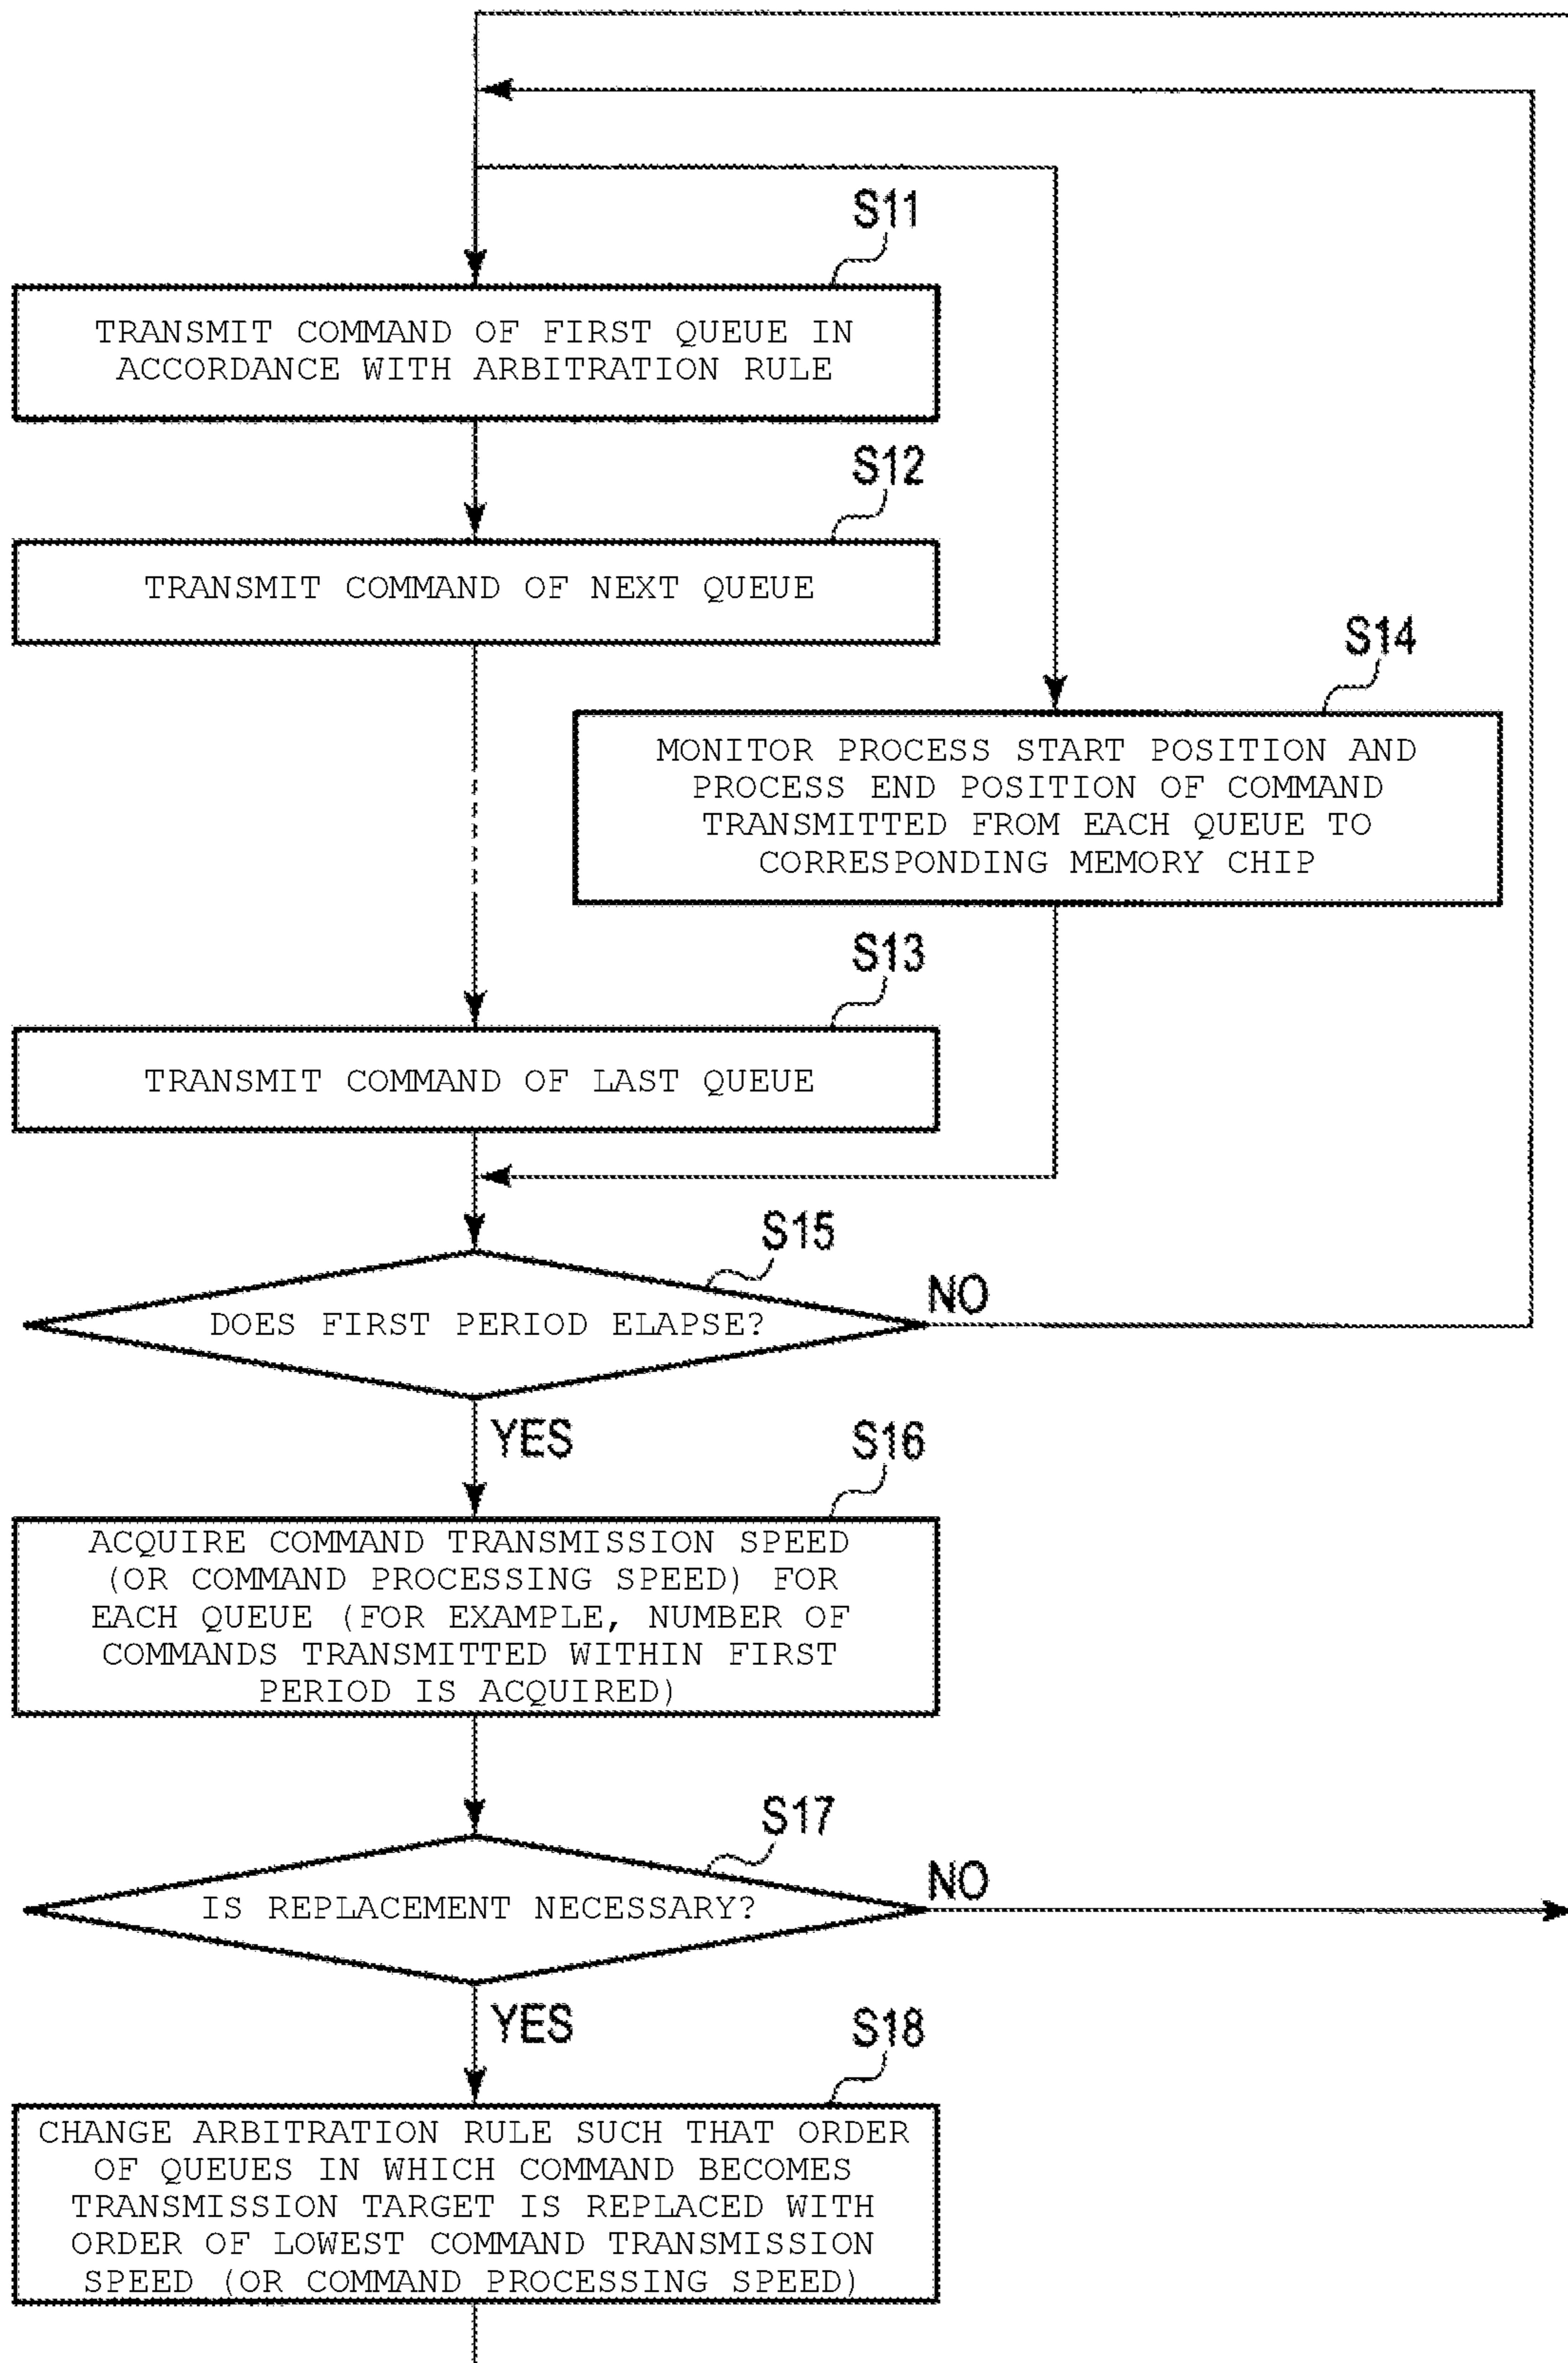 S11
TRANSMIT COMMAND OF FIRST QUEUE IN
ACCORDANCE WITH ARBITRATION RULE
S12
TRANSMIT COMMAND OF NEXT QUEUE
S14
MONITOR PROCESS START POSITION AND
PROCESS END POSITION OF COMMAND
TRANSMITTED FROM EACH QUEUE TO
CORRESPONDING MEMORY CHIP
S13
TRANSMIT COMMAND OF LAST QUEUE
S15
DOES FIRST PERIOD ELAPSE?
NO
YES
S16
ACQUIRE COMMAND TRANSMISSION SPEED
(OR COMMAND PROCESSING SPEED) FOR
EACH QUEUE (FOR EXAMPLE, NUMBER OF
COMMANDS TRANSMITTED WITHIN FIRST
PERIOD IS ACQUIRED)
S17
IS REPLACEMENT NECESSARY?
NO
YES
S18
CHANGE ARBITRATION RULE SUCH THAT ORDER
OF QUEUES IN WHICH COMMAND BECOMES
TRANSMISSION TARGET IS REPLACED WITH
ORDER OF LOWEST COMMAND TRANSMISSION
SPEED (OR COMMAND PROCESSING SPEED)